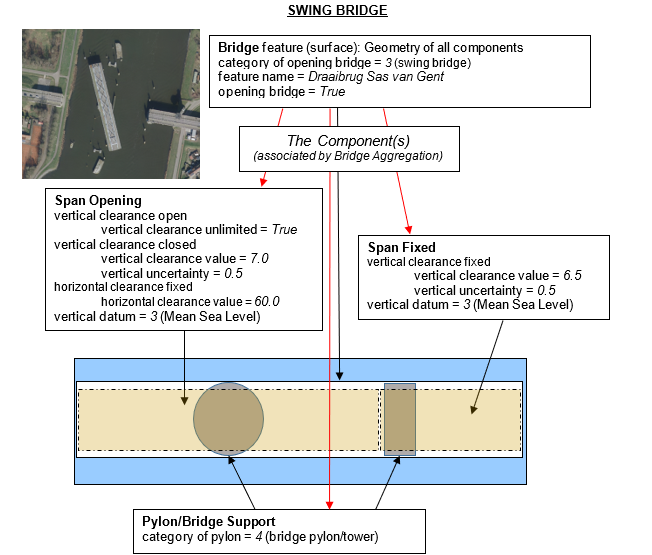 SWING BRIDGE
Bridge feature (surface): Geometry of all components
category of opening bridge = 3 (swing bridge)
feature name = Draaibrug Sas van Gent
opening bridge = True
The Component(s)
(associated by Bridge Aggregation)
Span Opening
vertical clearance open
vertical clearance unlimited = True
vertical clearance closed
vertical clearance value = 7.0
vertical uncertainty = 0.5
horizontal clearance fixed
horizontal clearance value = 60.0
vertical datum = 3 (Mean Sea Level)
Span Fixed
vertical clearance fixed
vertical clearance value = 6.5
vertical uncertainty = 0.5
vertical datum = 3 (Mean Sea Level)
Pylon/Bridge Support
category of pylon = 4 (bridge pylon/tower)